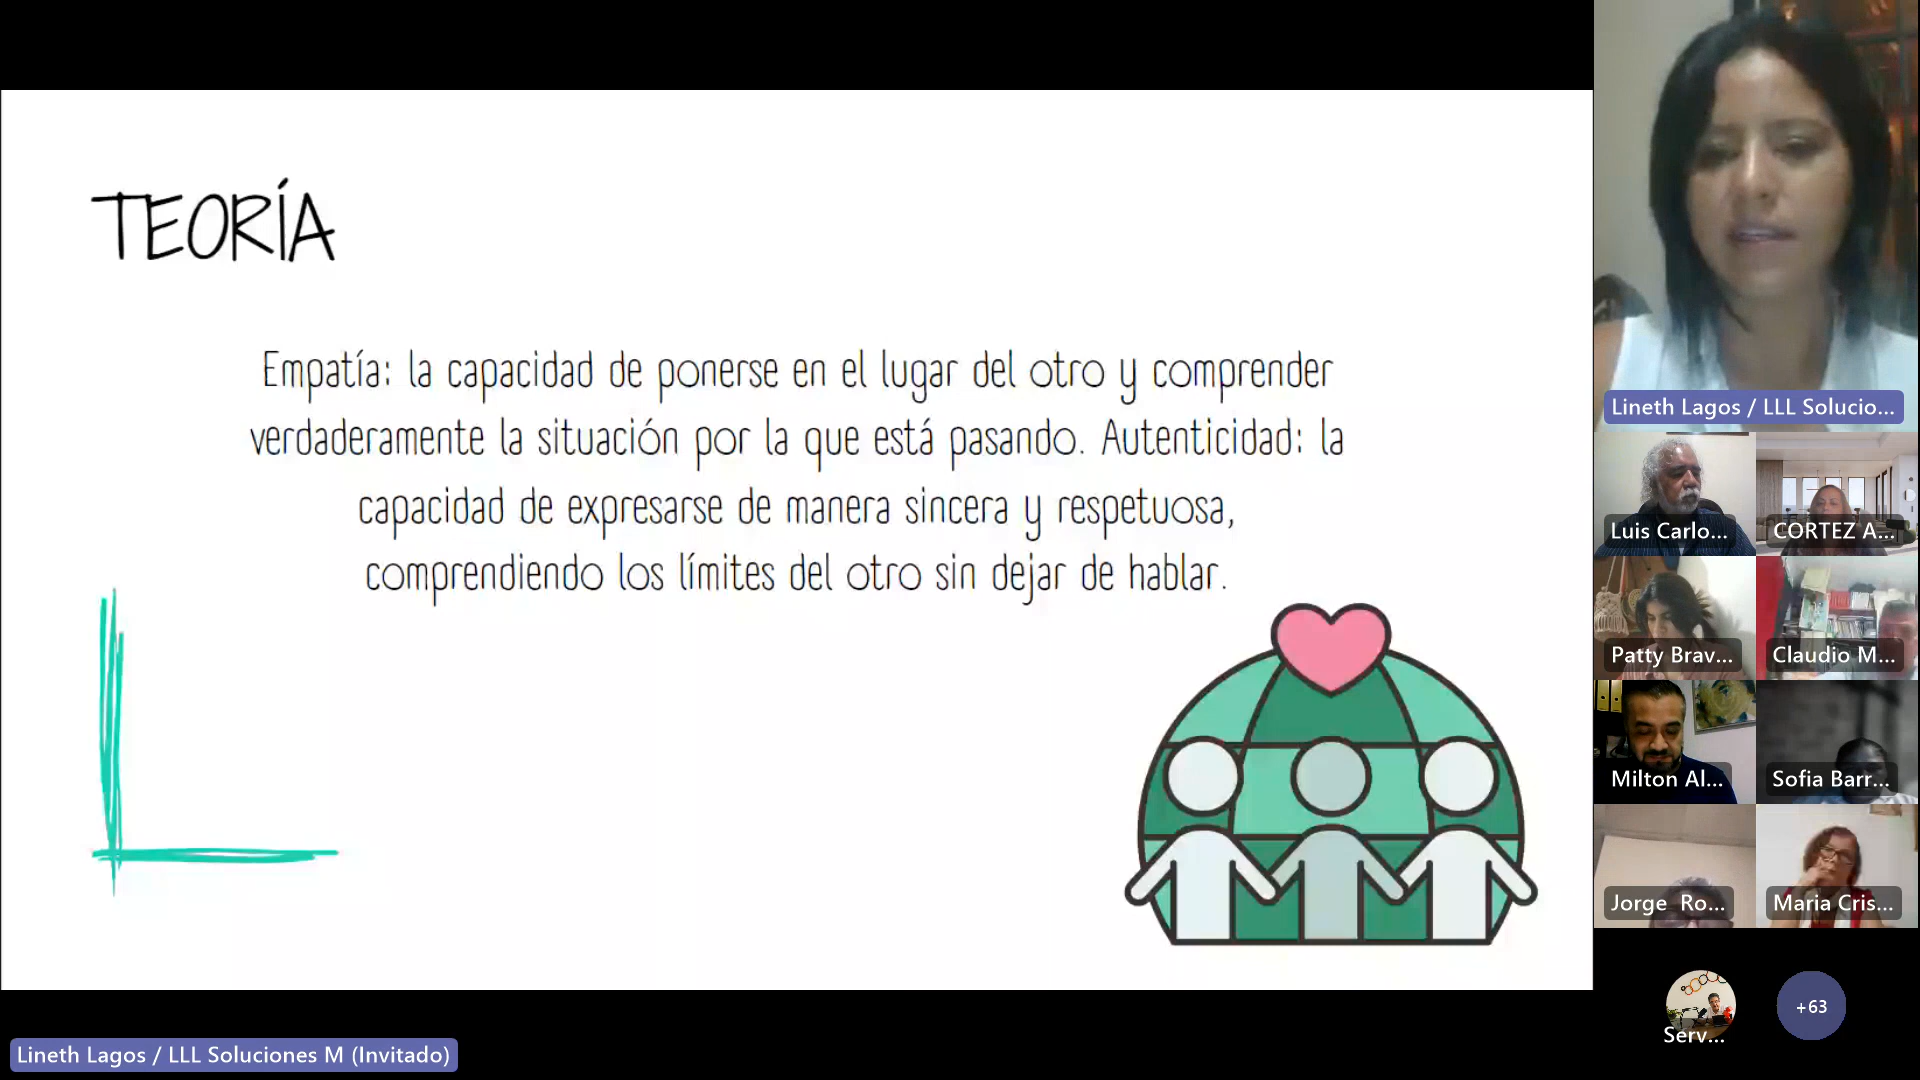 TEORÍA
Empatía: la capacidad de ponerse en el lugar del otro y comprender
verdaderamente la situación por la que está pasando. Autenticidad: la
capacidad de expresarse de manera sincera y respetuosa,
comprendiendo los límites del otro sin dejar de hablar.
Lineth Lagos / LLL Soluciones M (Invitado)
Lineth Lagos / LLL Solucio...
Luis Carlo...
CORTEZ A...
Patty Brav...
Claudio M...
Milton Al...
Sofia Barr...
Jorge Ro...
Maria Cris...
Serv...
+63